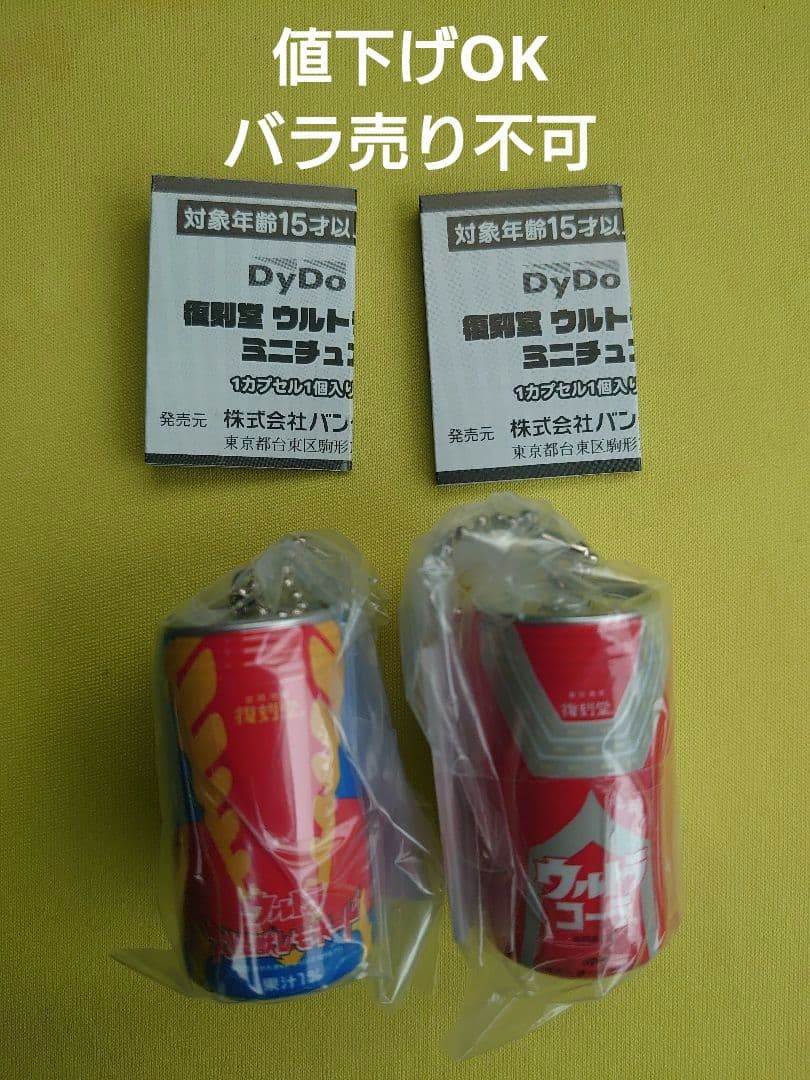 値下げOK
バラ売り不可
対象年齢15才以
DyDo
復刻堂 ウルト
ミニチュ
1カプセル1個入り
発売元 株式会社バン
東京都台東区駒形
対象年齢15才以
DyDo
復刻堂 ウルト
ミニチュ
1カプセル1個入り
発売元 株式会社バン
東京都台東区駒形
復刻堂
ウルトラ
果汁1%
復刻堂
ウルトラ
コーラ